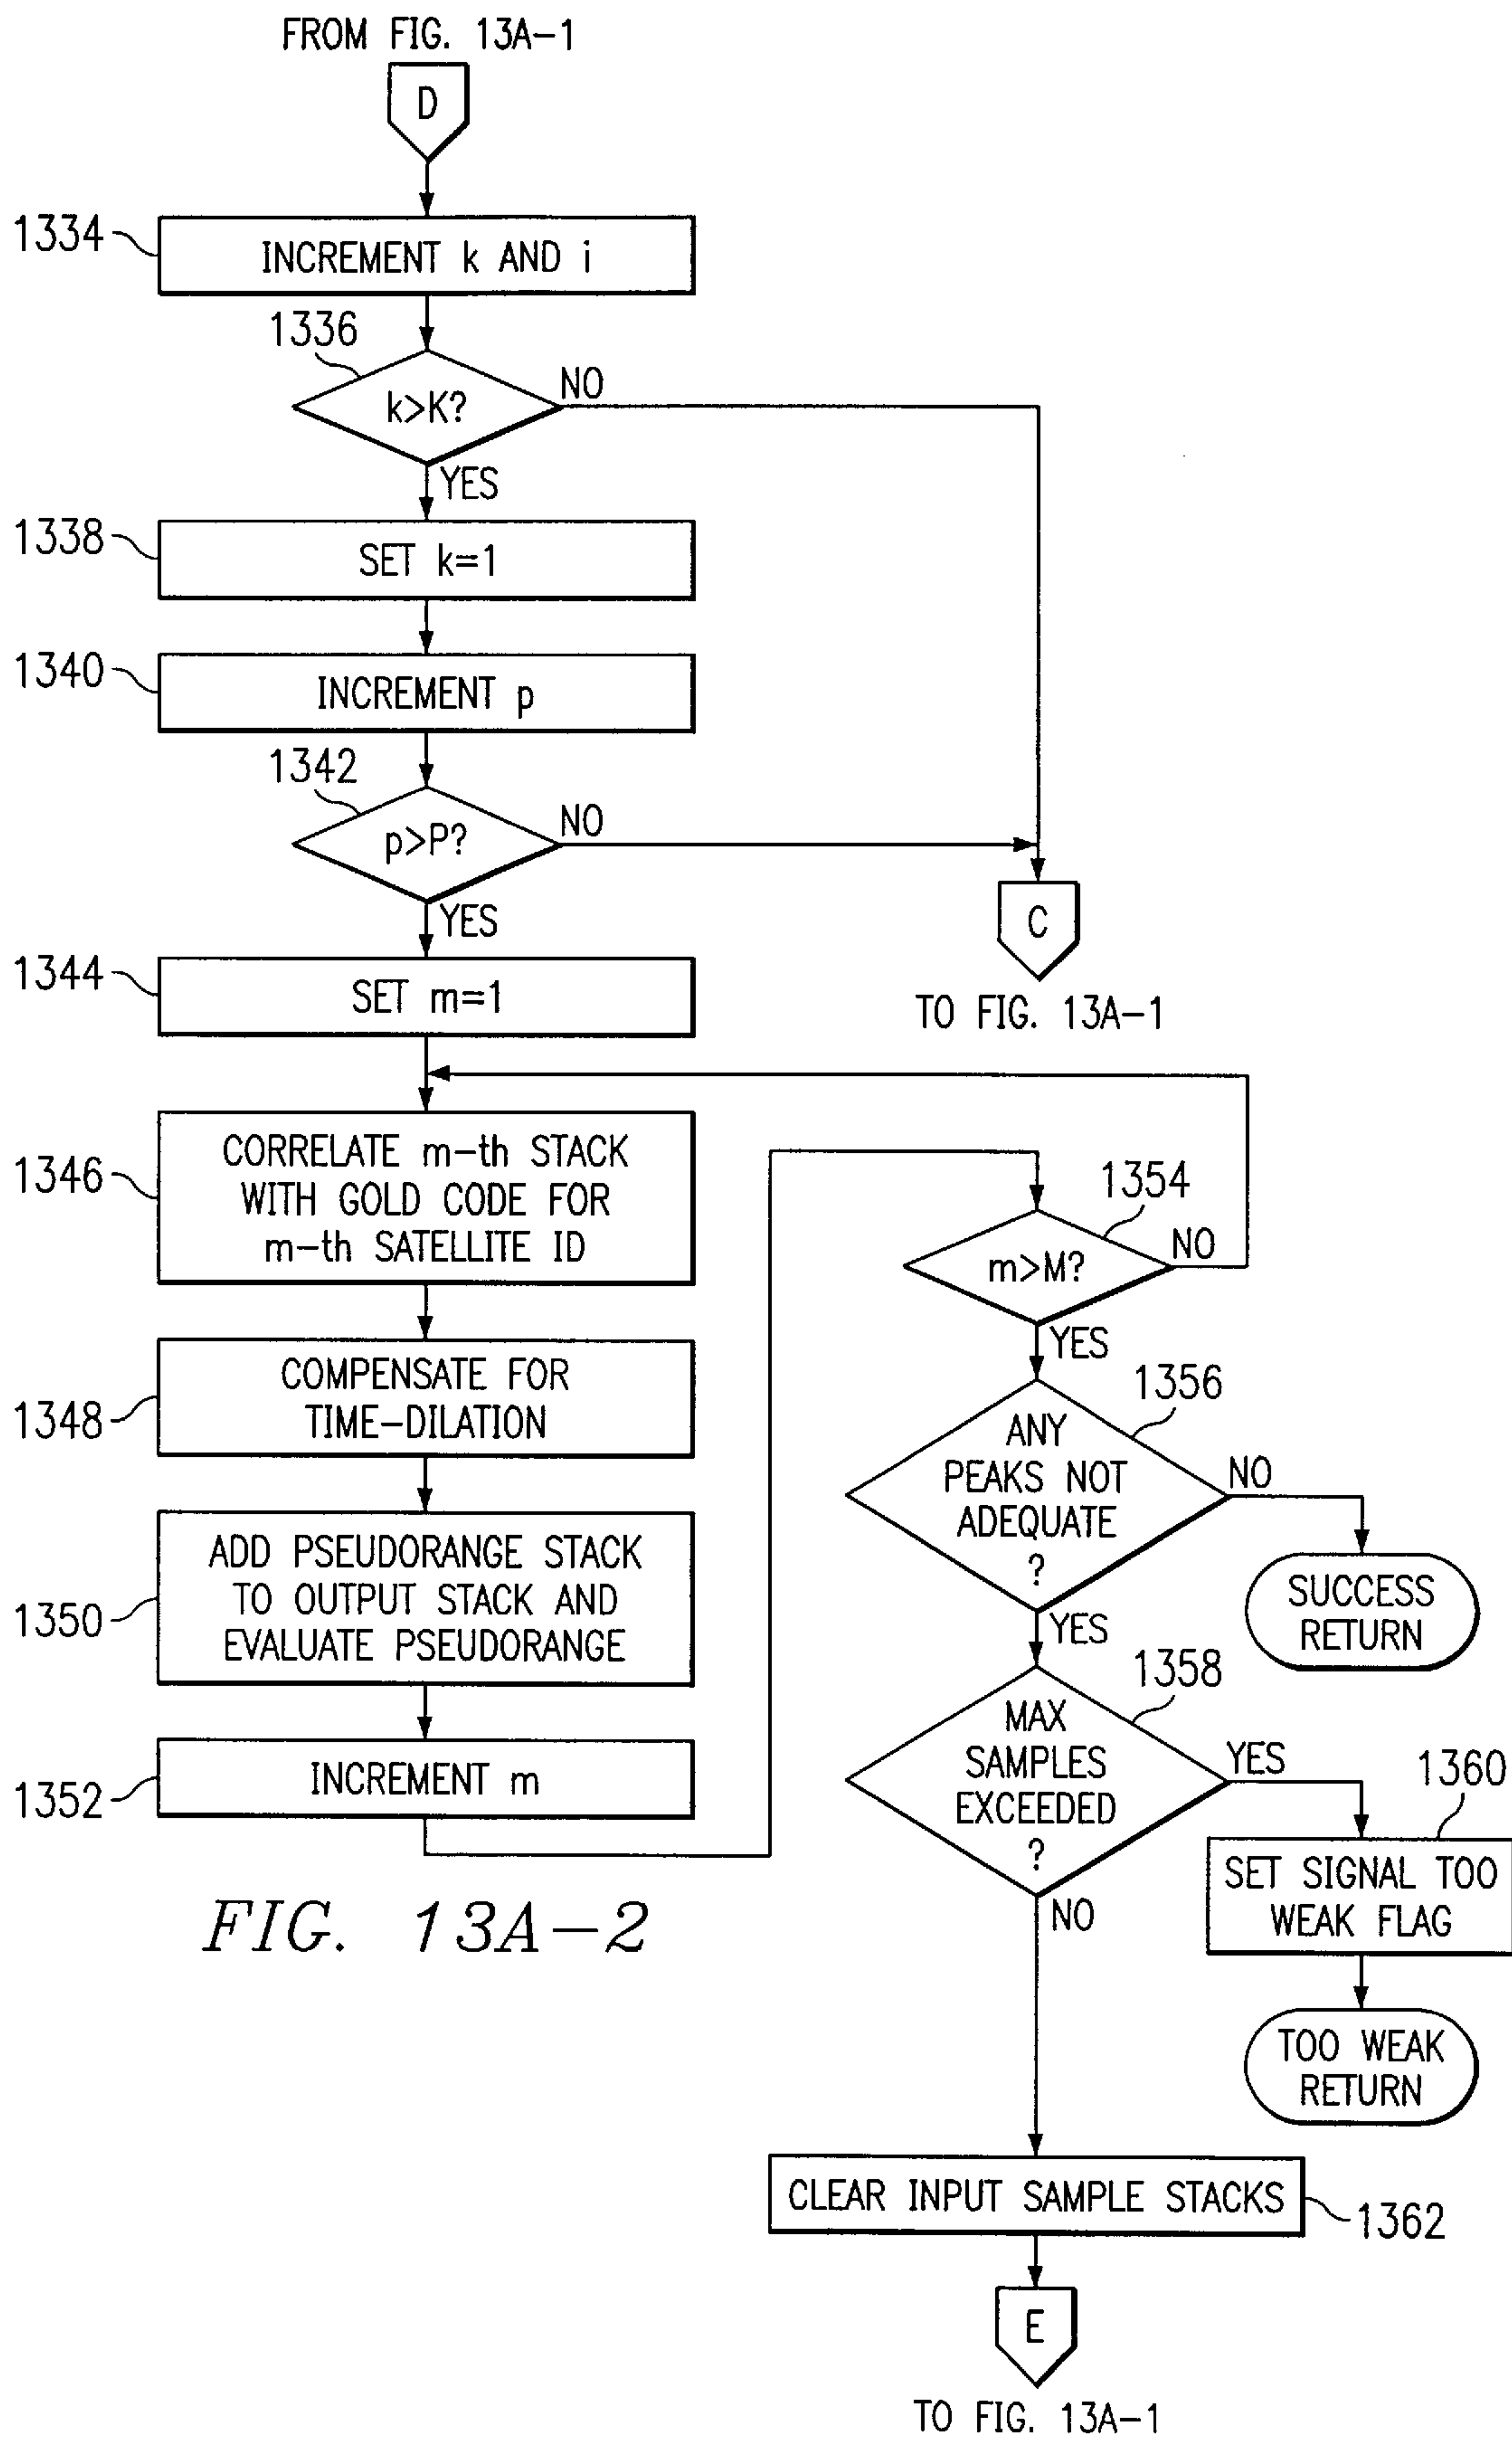 FROM FIG. 13A-1
D
1334
INCREMENT k AND i
1336
k>K?
NO
YES
1338
SET k=1
1340
INCREMENT p
1342
p>P?
NO
YES
C
TO FIG. 13A-1
1344
SET m=1
1346
CORRELATE m-th STACK
WITH GOLD CODE FOR
m-th SATELLITE ID
1348
COMPENSATE FOR
TIME-DILATION
1350
ADD PSEUDORANGE STACK
TO OUTPUT STACK AND
EVALUATE PSEUDORANGE
1352
INCREMENT m
1354
m>M?
NO
YES
1356
ANY
PEAKS NOT
ADEQUATE
?
NO
YES
SUCCESS
RETURN
1358
MAX
SAMPLES
EXCEEDED
?
YES
NO
1360
SET SIGNAL TOO
WEAK FLAG
TOO WEAK
RETURN
CLEAR INPUT SAMPLE STACKS
1362
E
TO FIG. 13A-1
FIG. 13A-2